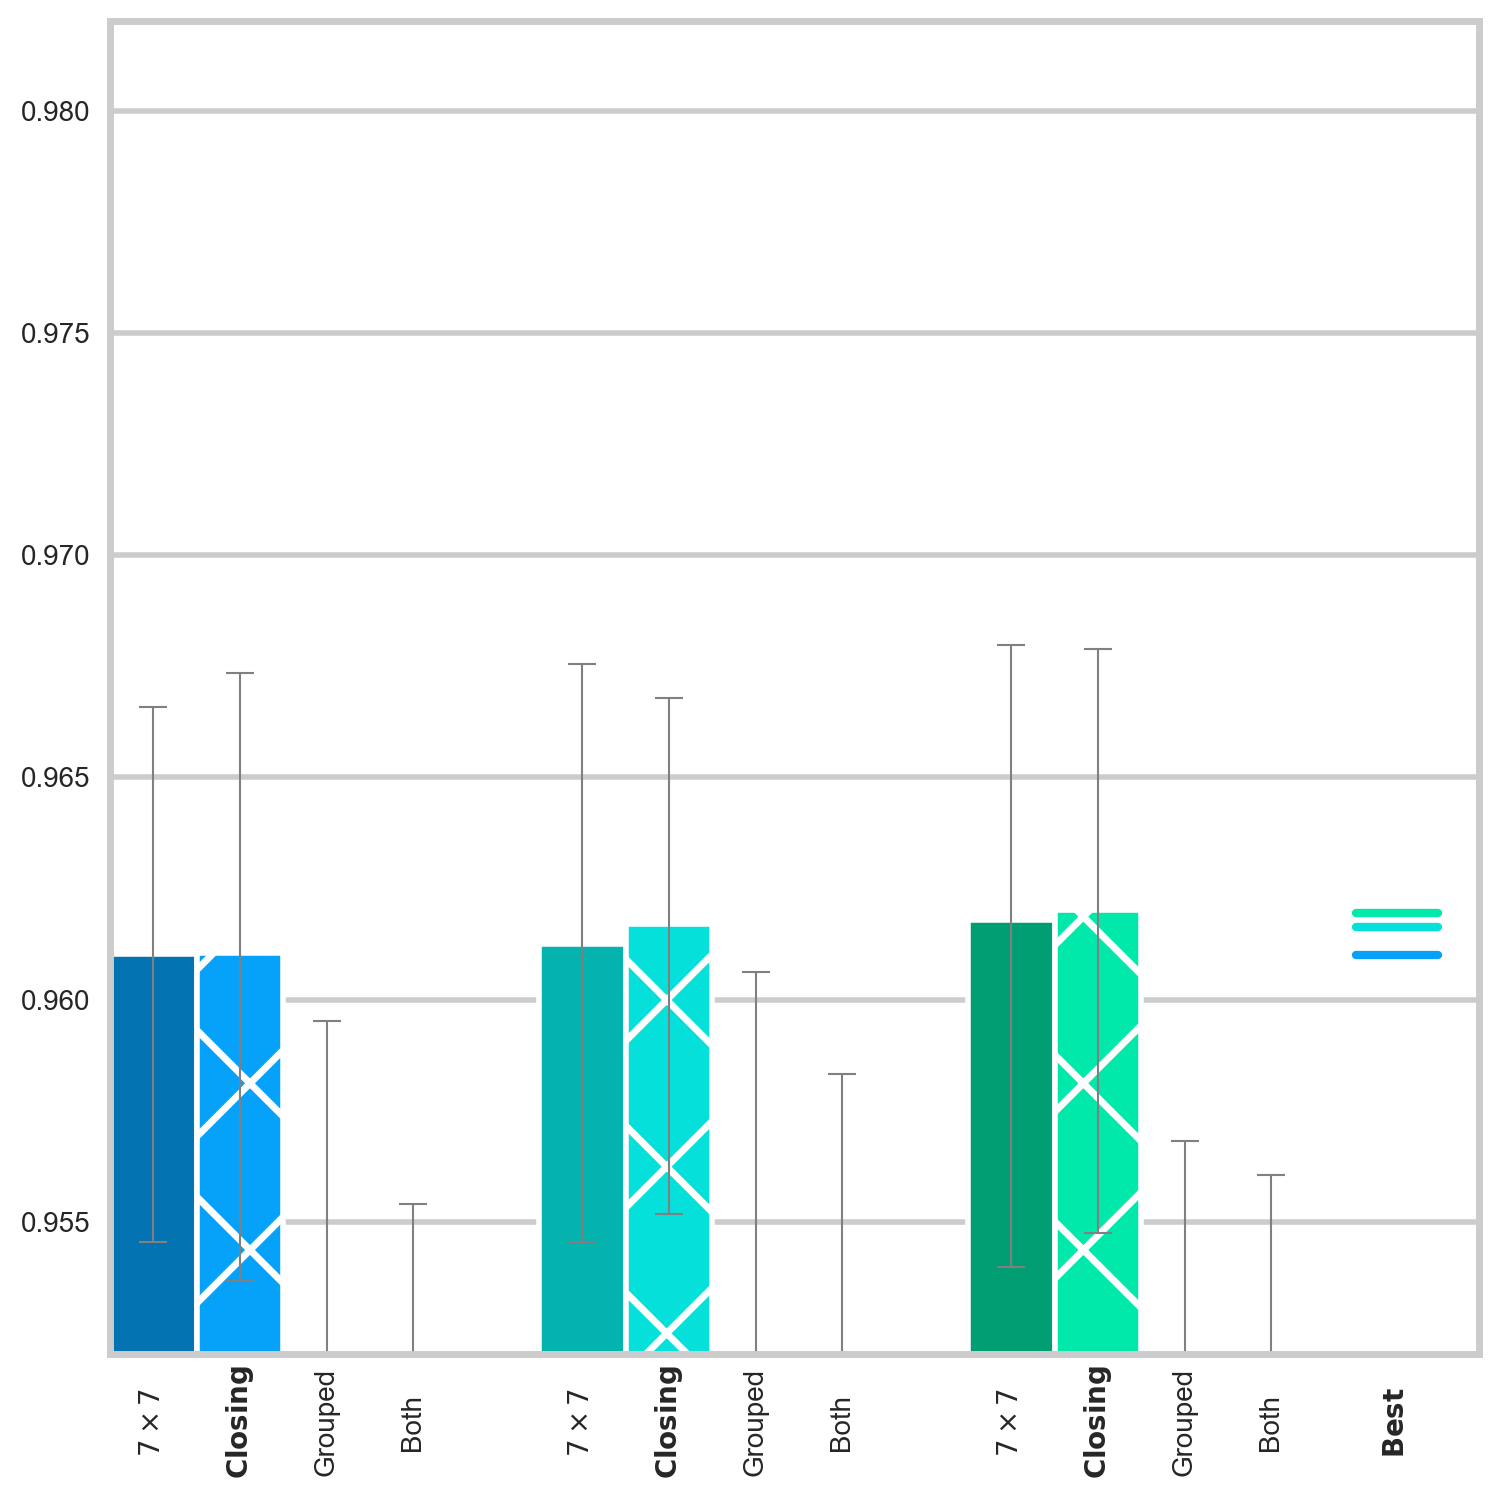 0.980
0.975
0.970
0.965
0.960
0.955
7 × 7
Closing
Grouped
Both
7 × 7
Closing
Grouped
Both
7 × 7
Closing
Grouped
Both
Best